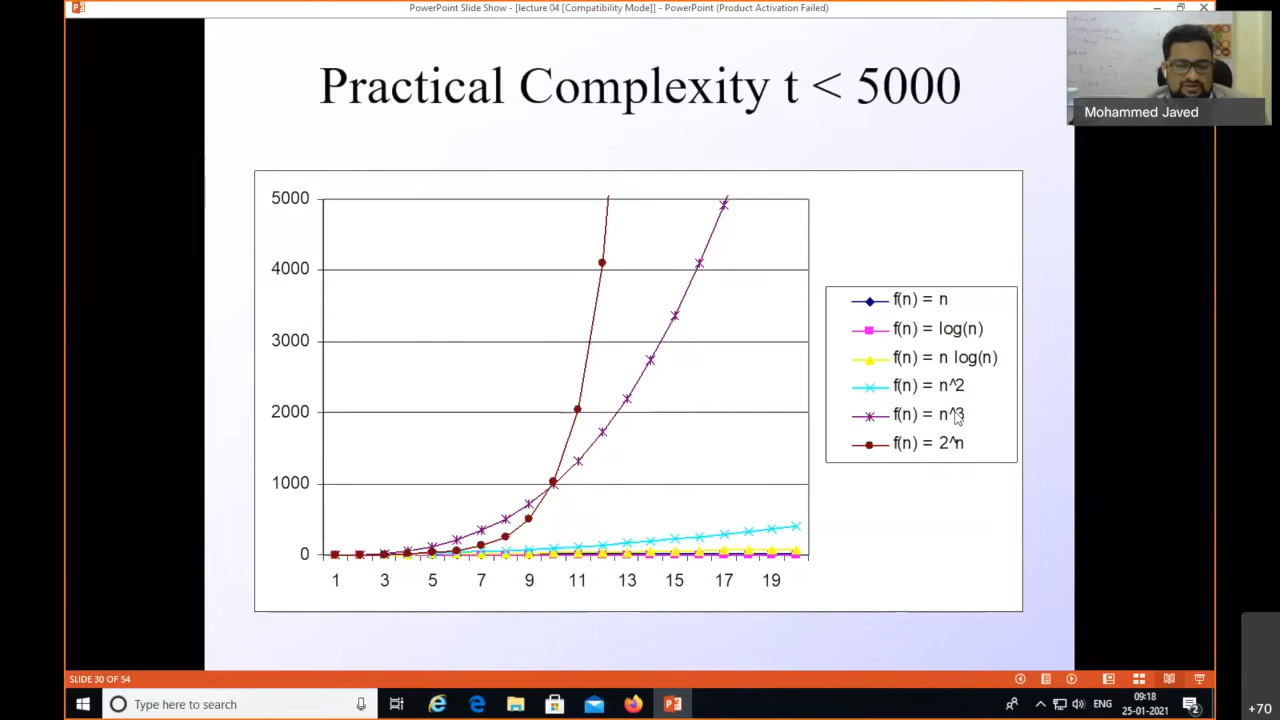 PowerPoint Slide Show - [lecture 04 [Compatibility Mode]] - PowerPoint (Product Activation Failed)
Practical Complexity t < 5000
Mohammed Javed
5000
4000
3000
2000
1000
0
1 3 5 7 9 11 13 15 17 19
f(n) = n
f(n) = log(n)
f(n) = n log(n)
f(n) = n^2
f(n) = n^3
f(n) = 2^n
SLIDE 30 OF 54
Type here to search
ENG
09:18
25-01-2021
2
+70